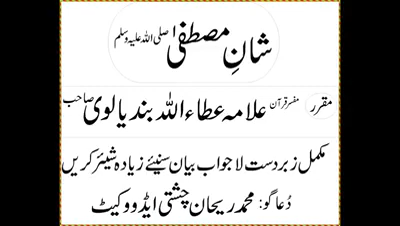 شانِ مصطفیٰ صلی اللہ علیہ وسلم
مقرر مفسر قرآن علامہ عطاء اللہ بندیالوی صاحب
مکمل زبردست لاجواب بیان سنیئے زیادہ شیئر کریں
دُعا گو: محمد ریحان چشتی ایڈووکیٹ